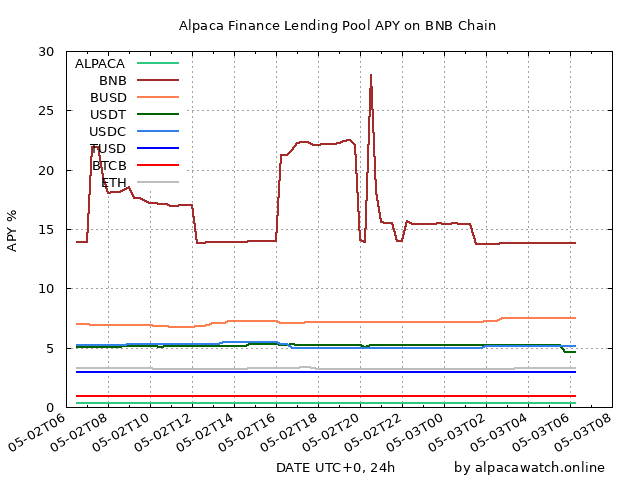 Alpaca Finance Lending Pool APY on BNB Chain
APY %
30
25
20
15
10
5
0
ALPACA
BNB
BUSD
USDT
USDC
TUSD
BTCB
ETH
05-02T06
05-02T08
05-02T10
05-02T12
05-02T14
05-02T16
05-02T18
05-02T20
05-02T22
05-03T00
05-03T02
05-03T04
05-03T06
05-03T08
DATE UTC+0, 24h
by alpacawatch.online